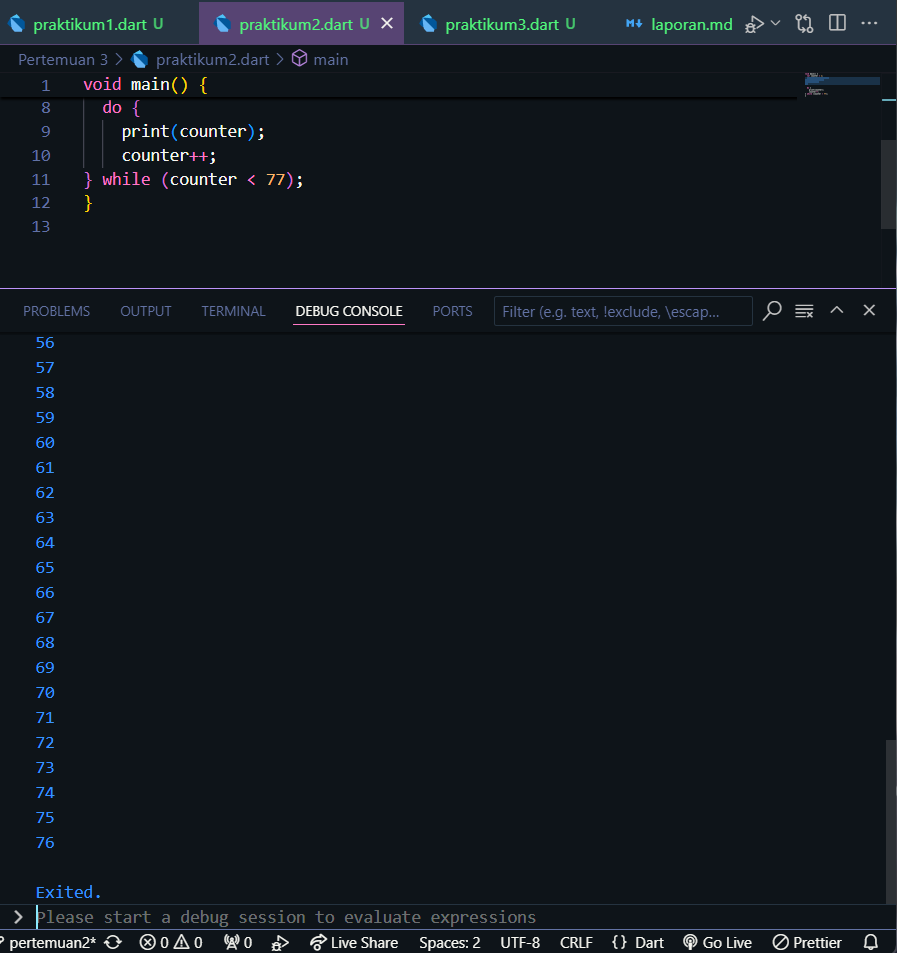 praktikum1.dart U praktikum2.dart U praktikum3.dart U laporan.md
Pertemuan 3 > praktikum2.dart > main
1 void main() {
8 do {
9 print(counter);
10 counter++;
11 } while (counter < 77);
12 }
13
PROBLEMS OUTPUT TERMINAL DEBUG CONSOLE PORTS Filter (e.g. text, !exclude, \escap...
56
57
58
59
60
61
62
63
64
65
66
67
68
69
70
71
72
73
74
75
76
Exited.
> Please start a debug session to evaluate expressions
pertemuan2* 0 0 0 Live Share Spaces: 2 UTF-8 CRLF {} Dart Go Live Prettier